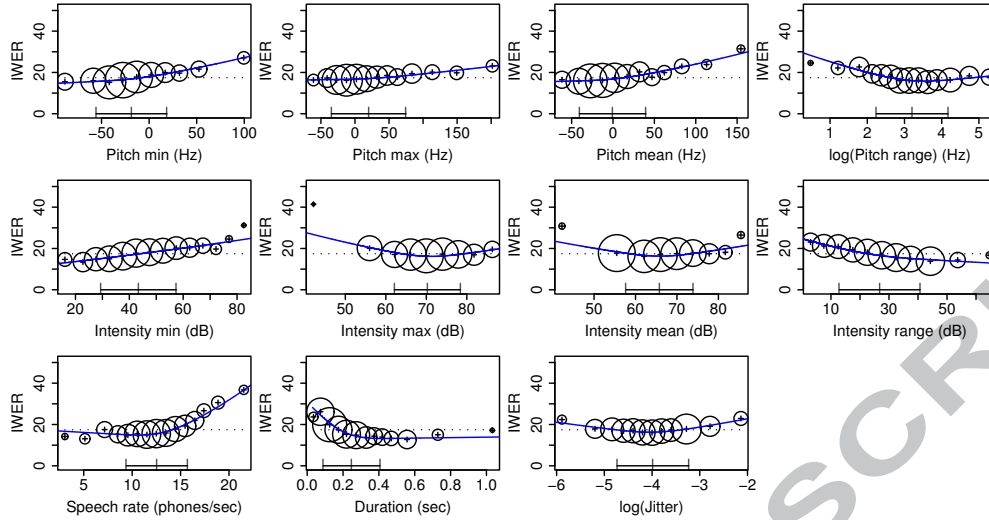 IWER
0 20 40
−50 0 50 100
Pitch min (Hz)
IWER
0 20 40
−50 0 50 150
Pitch max (Hz)
IWER
0 20 40
−50 0 50 100 150
Pitch mean (Hz)
IWER
0 20 40
1 2 3 4 5
log(Pitch range) (Hz)
IWER
0 20 40
20 40 60 80
Intensity min (dB)
IWER
0 20 40
50 60 70 80
Intensity max (dB)
IWER
0 20 40
50 60 70 80
Intensity mean (dB)
IWER
0 20 40
10 30 50
Intensity range (dB)
IWER
0 20 40
5 10 15 20
Speech rate (phones/sec)
IWER
0 20 40
0.0 0.2 0.4 0.6 0.8 1.0
Duration (sec)
IWER
0 20 40
−6 −5 −4 −3 −2
log(Jitter)
SCR